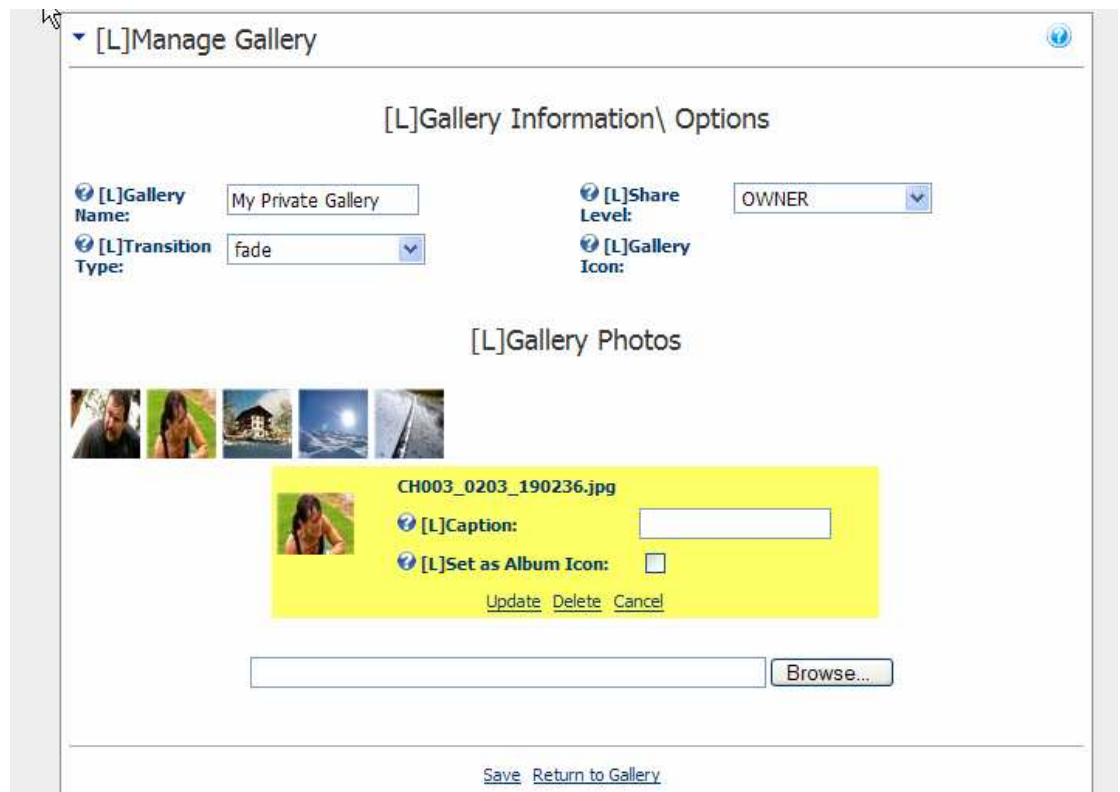 [L]Manage Gallery
[L]Gallery Information\ Options
[L]Gallery Name:
My Private Gallery
[L]Share Level:
OWNER
[L]Transition Type:
fade
[L]Gallery Icon:
[L]Gallery Photos
CH003_0203_190236.jpg
[L]Caption:
[L]Set as Album Icon:
Update Delete Cancel
Browse...
Save Return to Gallery